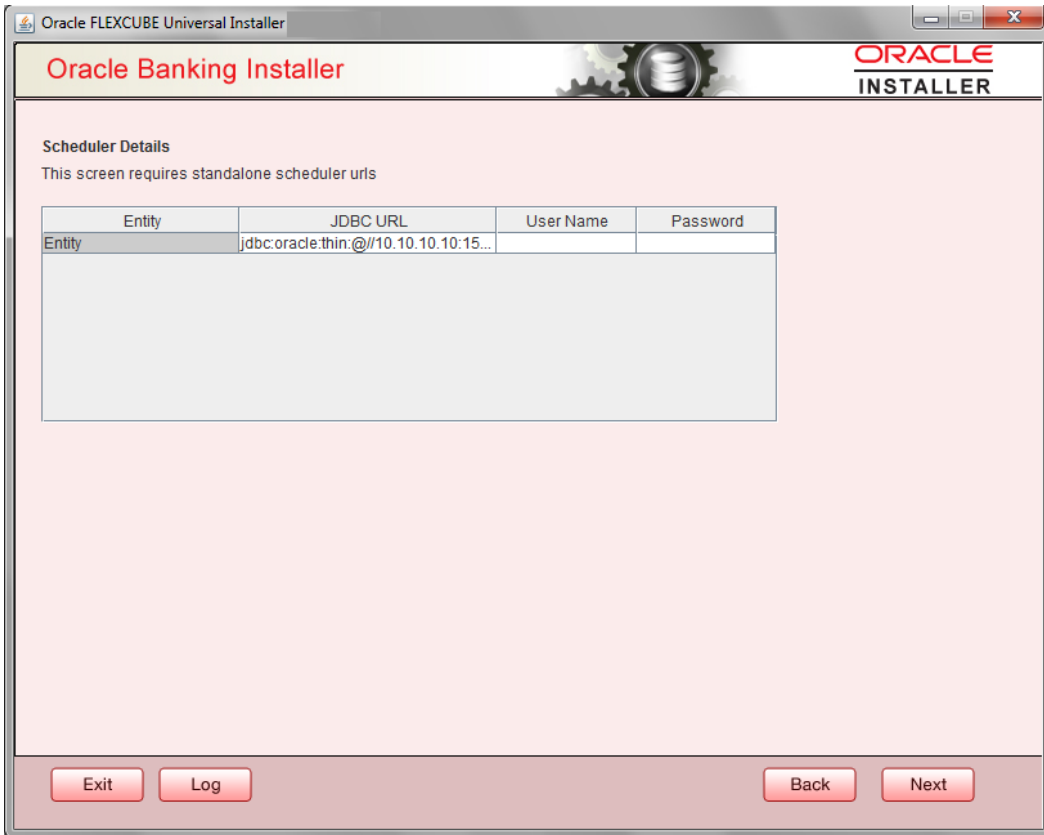 Oracle FLEXCUBE Universal Installer
Oracle Banking Installer
ORACLE
INSTALLER
Scheduler Details
This screen requires standalone scheduler urls
Entity JDBC URL User Name Password
Entity jdbc:oracle:thin:@//10.10.10.10:15...
Exit Log Back Next